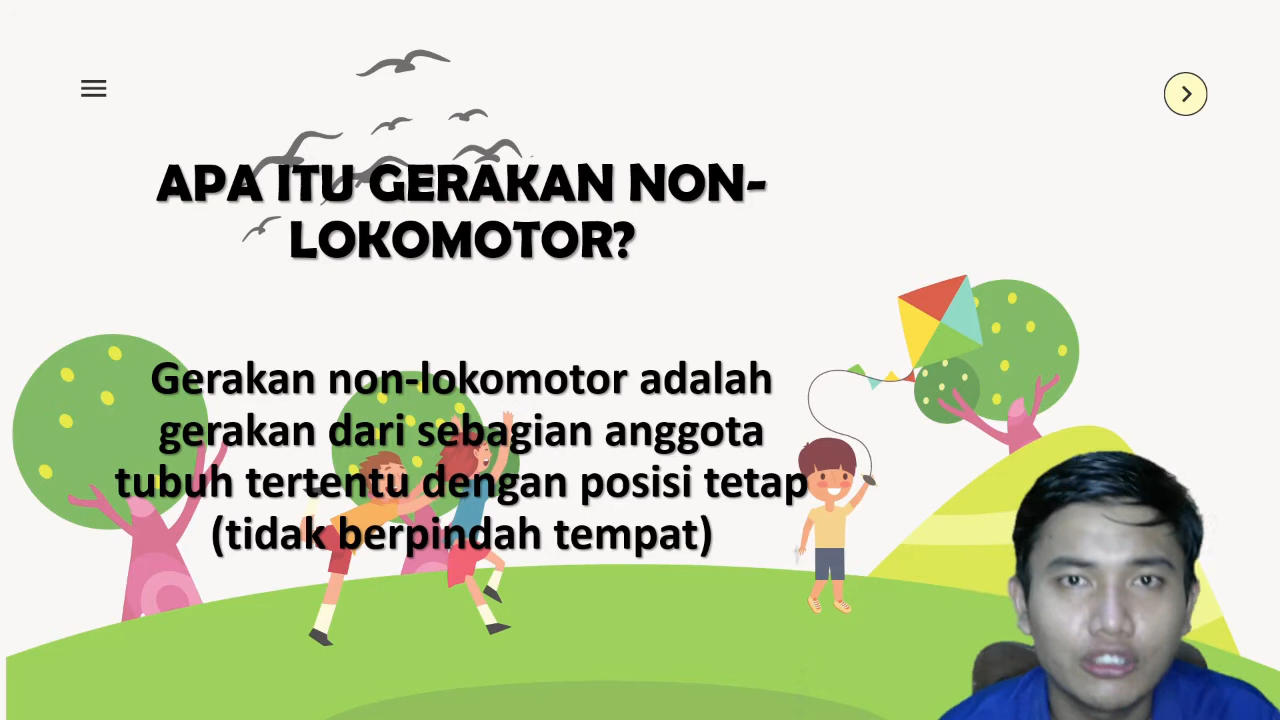 APA ITU GERAKAN NON-
LOKOMOTOR?
Gerakan non-lokomotor adalah
gerakan dari sebagian anggota
tubuh tertentu dengan posisi tetap
(tidak berpindah tempat)